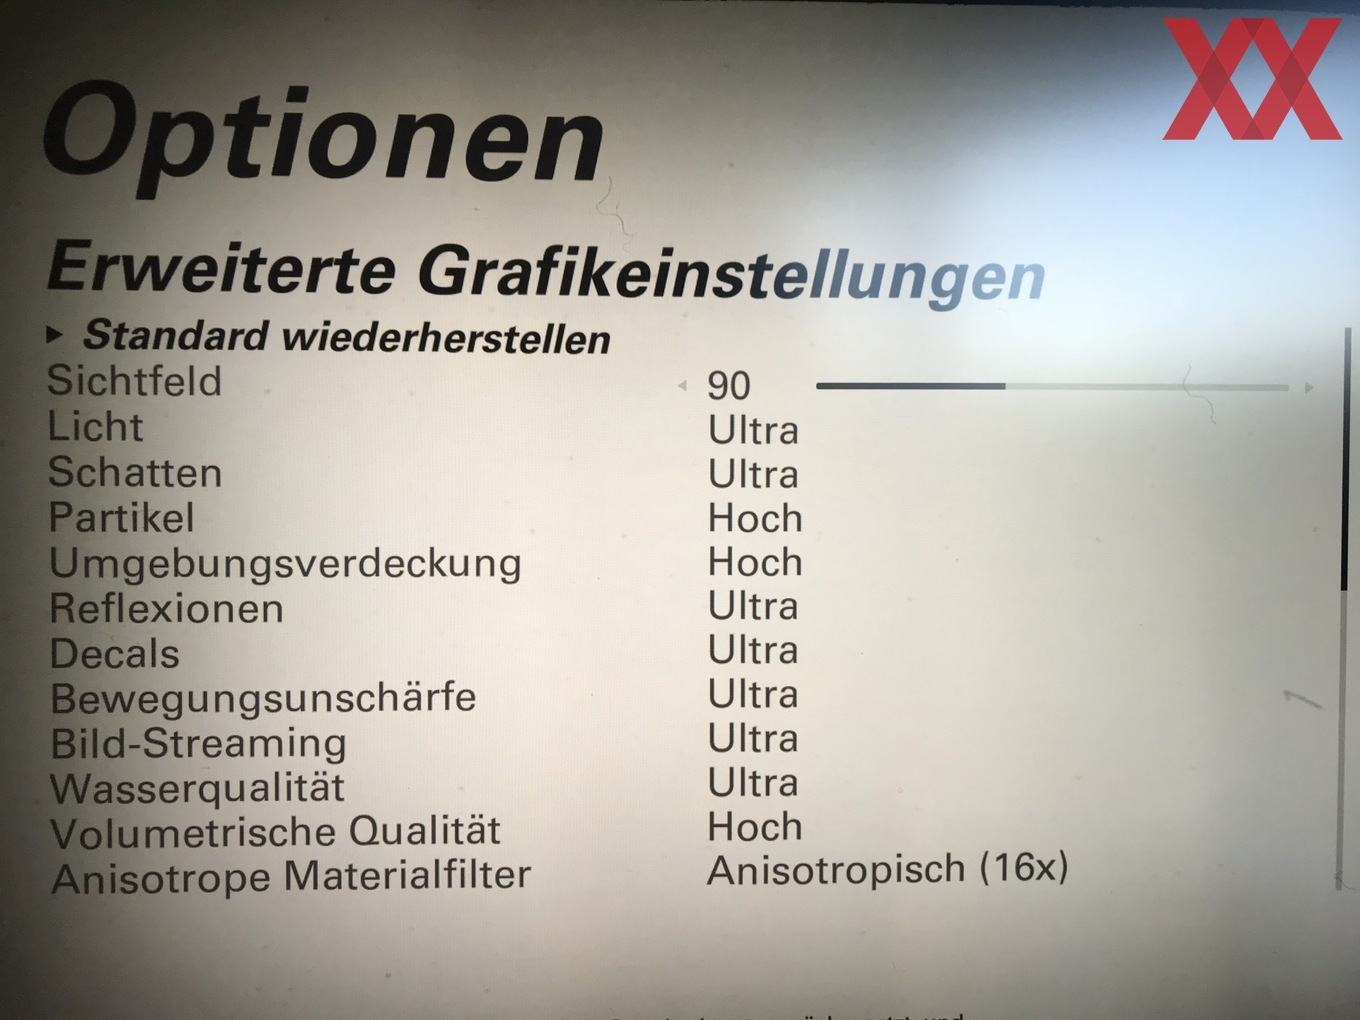 Optionen
Erweiterte Grafikeinstellungen
Standard wiederherstellen
Sichtfeld 90
Licht Ultra
Schatten Ultra
Partikel Hoch
Umgebungsverdeckung Hoch
Reflexionen Ultra
Decals Ultra
Bewegungsunschärfe Ultra
Bild-Streaming Ultra
Wasserqualität Ultra
Volumetrische Qualität Hoch
Anisotrope Materialfilter Anisotropisch (16x)